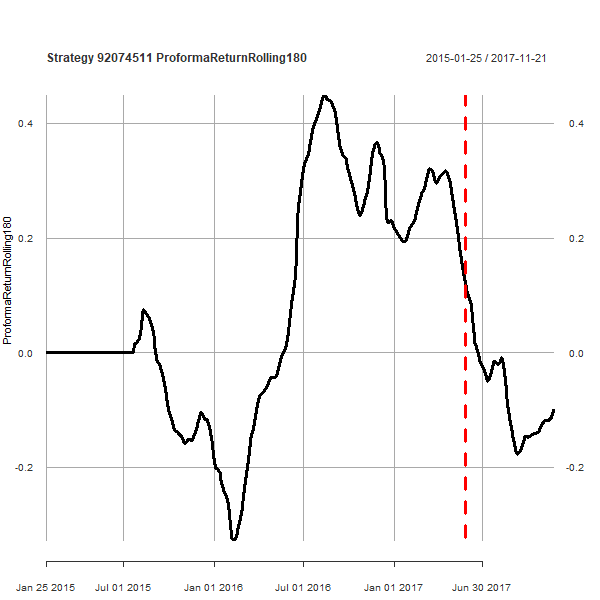 Strategy 92074511 ProformaReturnRolling180
2015-01-25 / 2017-11-21
ProformaReturnRolling180
0.4
0.2
0.0
-0.2
0.4
0.2
0.0
-0.2
Jan 25 2015
Jul 01 2015
Jan 01 2016
Jul 01 2016
Jan 01 2017
Jun 30 2017